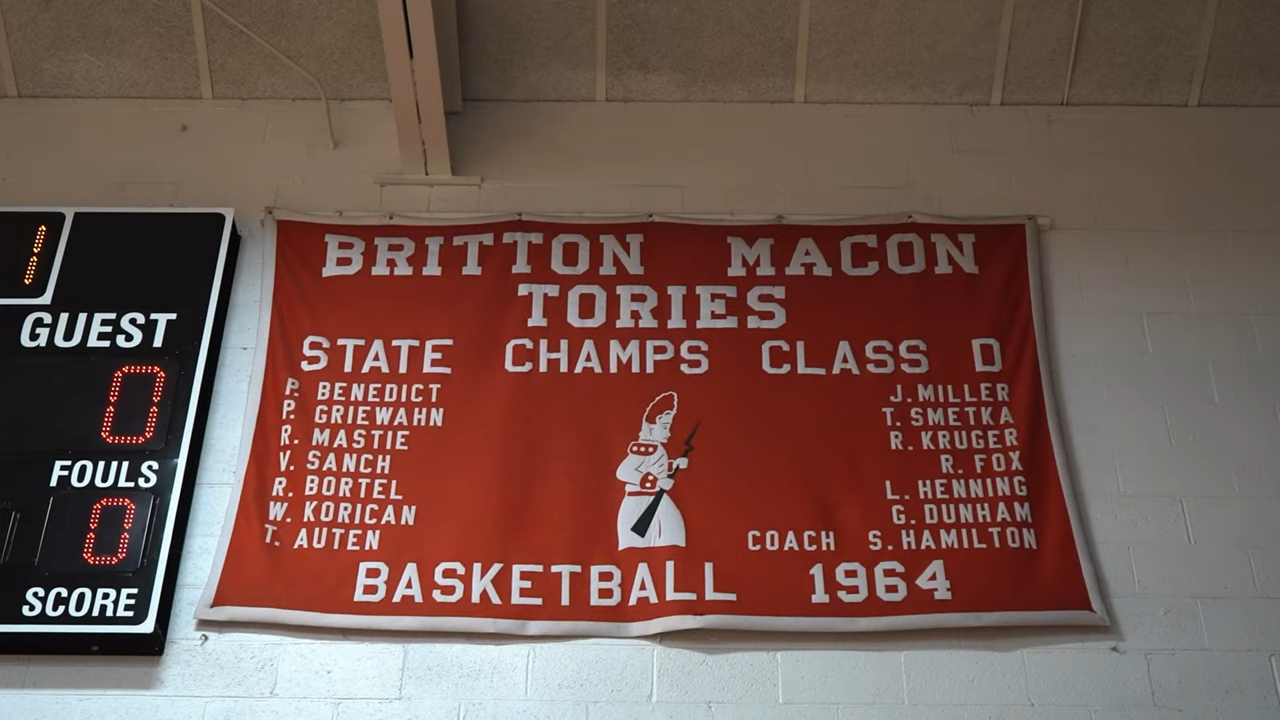 BRITTON MACON
TORIES
STATE CHAMPS CLASS D
P. BENEDICT
P. GRIEWAHN
R. MASTIE
V. SANCH
R. BORTEL
W. KORICAN
T. AUTEN
J. MILLER
T. SMETKA
R. KRUGER
R. FOX
L. HENNING
G. DUNHAM
COACH S. HAMILTON
BASKETBALL 1964
1
GUEST
0
FOULS
0
SCORE